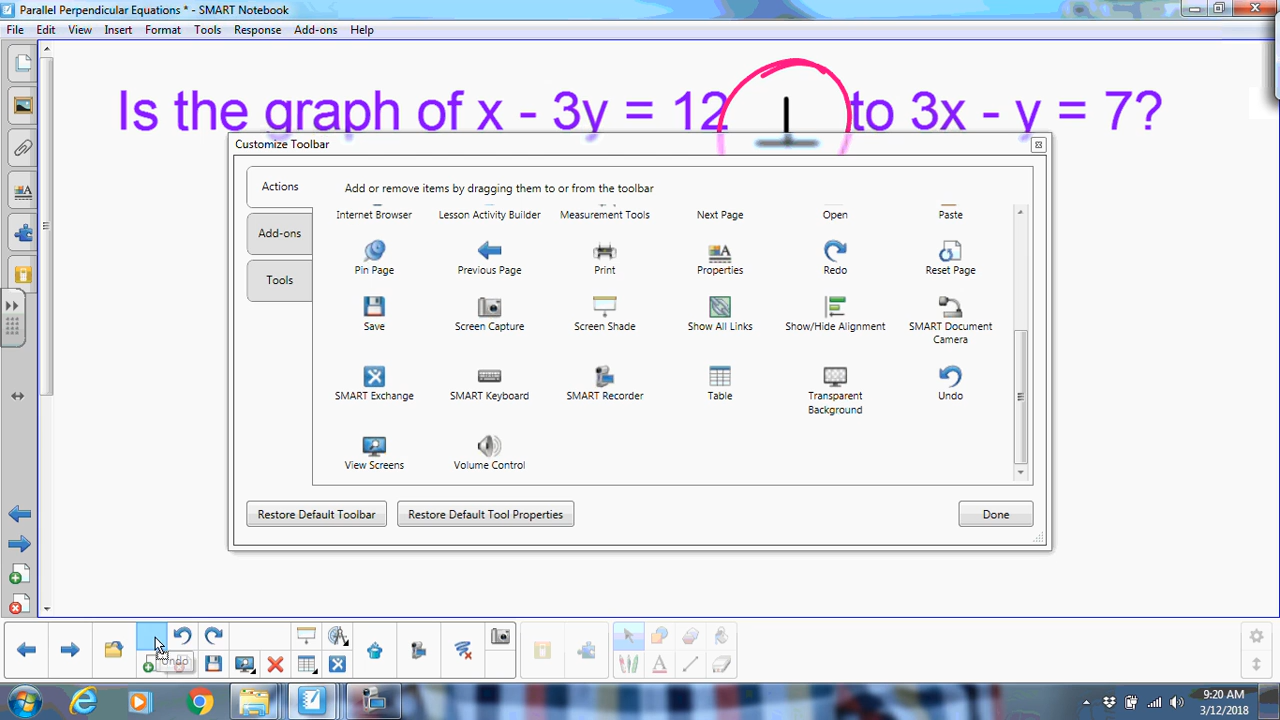 Parallel Perpendicular Equations * - SMART Notebook
File Edit View Insert Format Tools Response Add-ons Help
Is the graph of x - 3y = 12 ⊥ to 3x - y = 7?
Customize Toolbar
Actions
Add-ons
Tools
Add or remove items by dragging them to or from the toolbar
Internet Browser Lesson Activity Builder Measurement Tools Next Page Open Paste
Pin Page Previous Page Print Properties Redo Reset Page
Save Screen Capture Screen Shade Show All Links Show/Hide Alignment SMART Document
Camera
SMART Exchange SMART Keyboard SMART Recorder Table Transparent Undo
Background
View Screens Volume Control
Restore Default Toolbar Restore Default Tool Properties Done
Undo
9:20 AM
3/12/2018